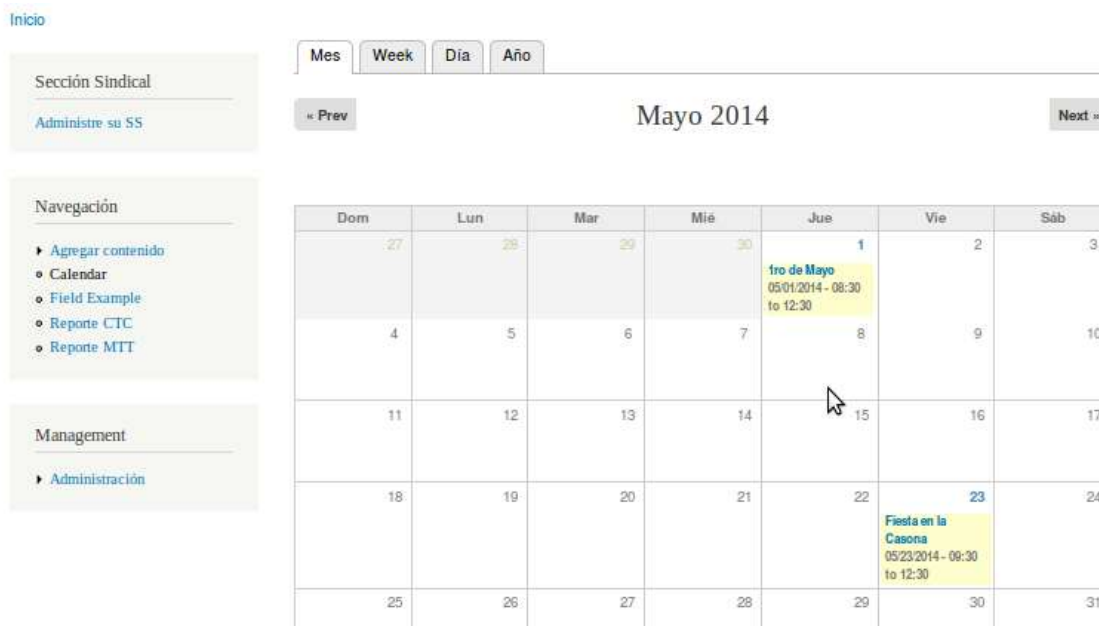 Inicio
Sección Sindical
Administre su SS
Navegación
Agregar contenido
Calendar
Field Example
Reporte CTC
Reporte MTT
Management
Administración
Mes Week Día Año
« Prev Mayo 2014 Next »
Dom Lun Mar Mié Jue Vie Sáb
27 28 29 30 1 2 3
1ro de Mayo
05/01/2014 - 08:30
to 12:30
4 5 6 7 8 9 10
11 12 13 14 15 16 17
18 19 20 21 22 23 24
Fiesta en la
Casona
05/23/2014 - 09:30
to 12:30
25 26 27 28 29 30 31